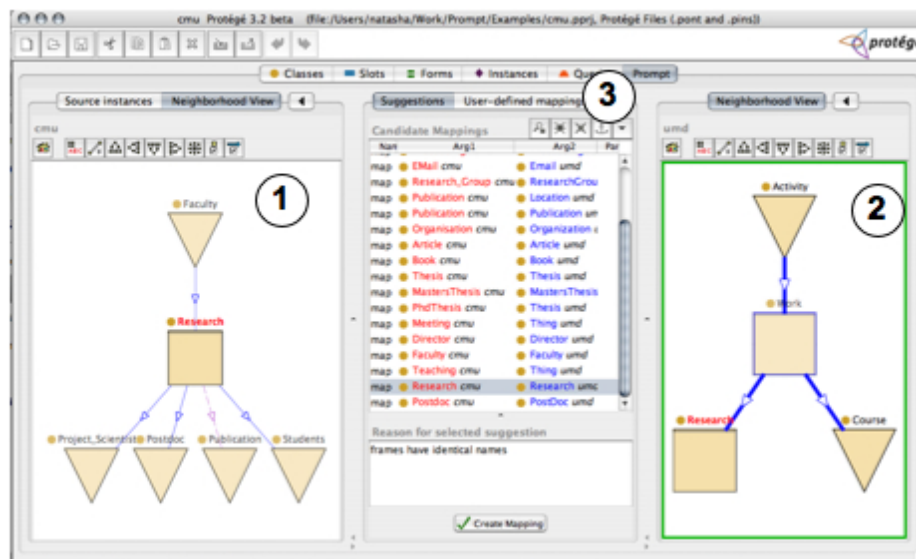 cmu Protégé 3.2 beta (file:/Users/natasha/Work/Prompt/Examples/cmu.pprj, Protégé Files (.pont and .pins))
protégé
Classes Slots Forms Instances Que Prompt
Source instances Neighborhood View
cmu
1
Faculty
Research
Project_Scientist Postdoc Publication Students
Suggestions User-defined mapping
3
Candidate Mappings
Nan Arg1 Arg2 Par
map EMail cmu Email umd
map Research_Group cmu ResearchGrou
map Publication cmu Location umd
map Publication cmu Publication um
map Organisation cmu Organization c
map Article cmu Article umd
map Book cmu Book umd
map Thesis cmu Thesis umd
map MastersThesis cmu MastersThesis
map PhdThesis cmu Thesis umd
map Meeting cmu Thing umd
map Director cmu Director umd
map Faculty cmu Faculty umd
map Teaching cmu Thing umd
map Research cmu Research umc
map Postdoc cmu PostDoc umd
Reason for selected suggestion
frames have identical names
Create Mapping
Neighborhood View
umd
2
Activity
Work
Research
Course